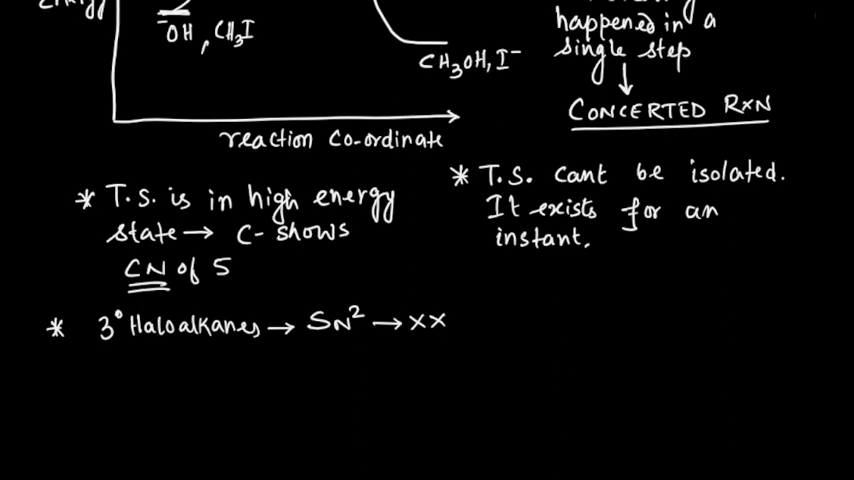 ⁻OH, CH₃I
CH₃OH, I⁻
reaction Co-ordinate
happened in a
single step
↓
CONCERTED RXN
* T.S. is in high energy
state → C- shows
CN of 5
* T.S. cant be isolated.
It exists for an
instant.
* 3° Haloalkanes → SN² → XX